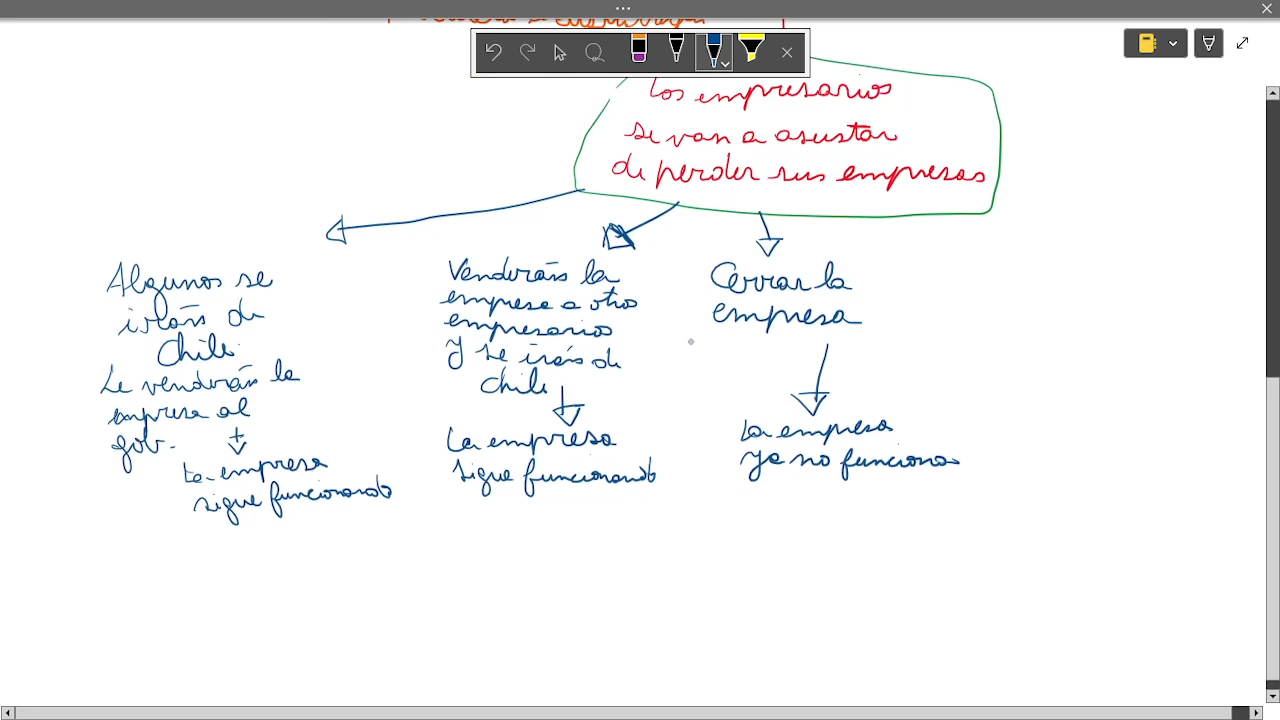 los empresarios
se van a asustar
de perder sus empresas
Algunos se
irán de
Chile.
Le venderán la
empresa al
gob.
La empresa
sigue funcionando
Venderán la
empresa a otro
empresarios
Y se irán de
Chile
La empresa
sigue funcionando
Cerrar la
empresa
La empresa
ya no funciona